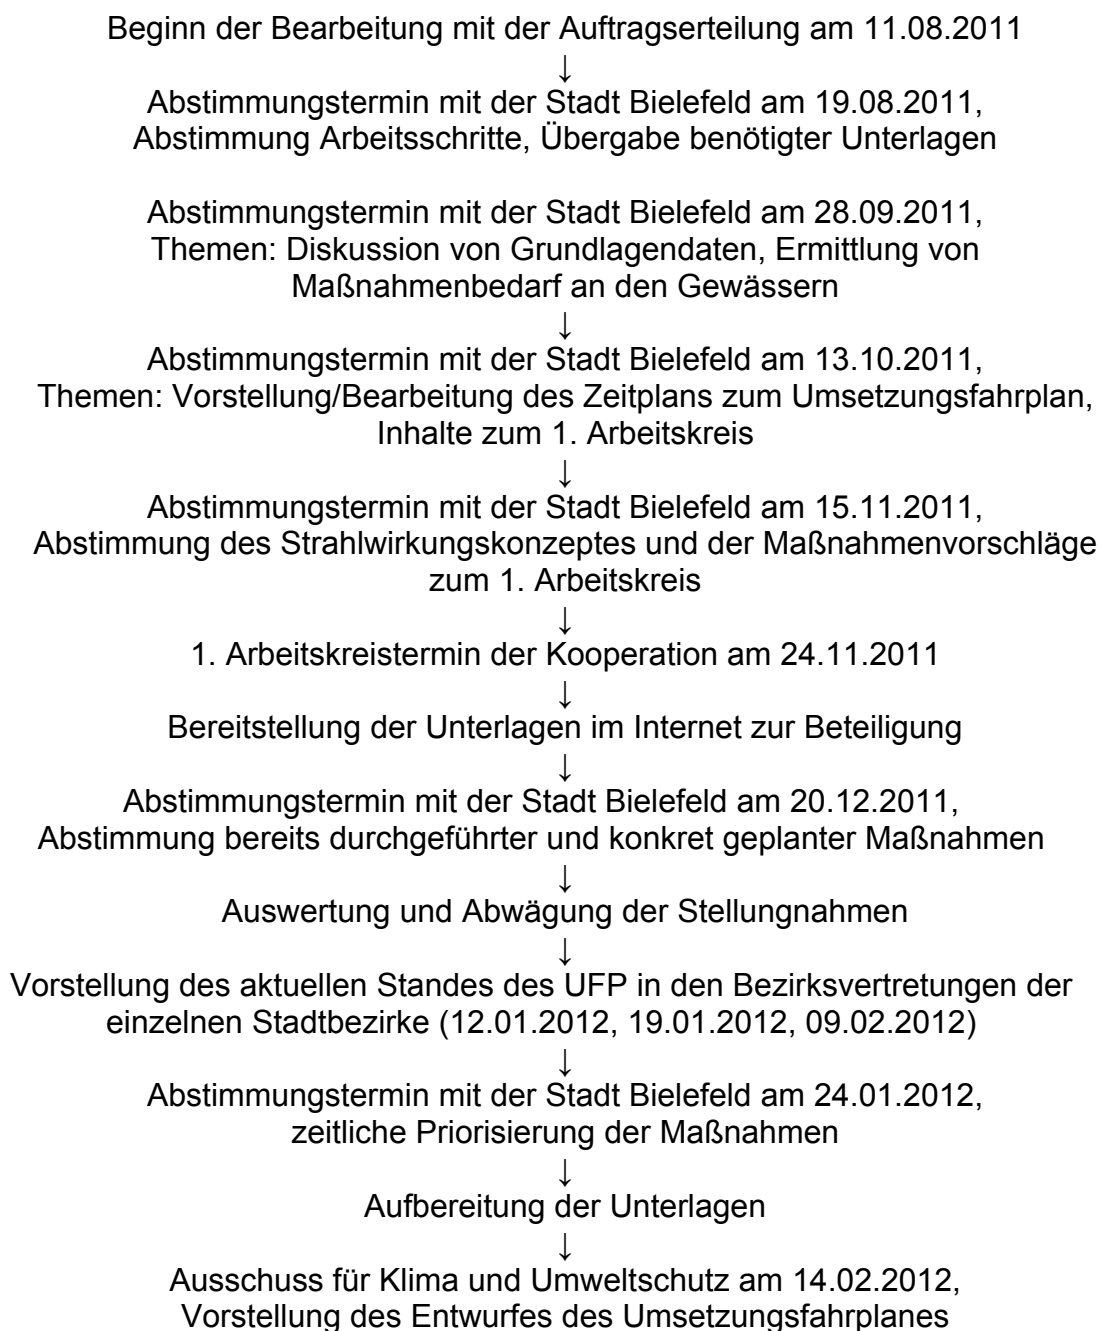 Beginn der Bearbeitung mit der Auftragserteilung am 11.08.2011
↓
Abstimmungstermin mit der Stadt Bielefeld am 19.08.2011,
Abstimmung Arbeitsschritte, Übergabe benötigter Unterlagen
Abstimmungstermin mit der Stadt Bielefeld am 28.09.2011,
Themen: Diskussion von Grundlagendaten, Ermittlung von
Maßnahmenbedarf an den Gewässern
↓
Abstimmungstermin mit der Stadt Bielefeld am 13.10.2011,
Themen: Vorstellung/Bearbeitung des Zeitplans zum Umsetzungsfahrplan,
Inhalte zum 1. Arbeitskreis
↓
Abstimmungstermin mit der Stadt Bielefeld am 15.11.2011,
Abstimmung des Strahlwirkungskonzeptes und der Maßnahmenvorschläge
zum 1. Arbeitskreis
↓
1. Arbeitskreistermin der Kooperation am 24.11.2011
↓
Bereitstellung der Unterlagen im Internet zur Beteiligung
↓
Abstimmungstermin mit der Stadt Bielefeld am 20.12.2011,
Abstimmung bereits durchgeführter und konkret geplanter Maßnahmen
↓
Auswertung und Abwägung der Stellungnahmen
↓
Vorstellung des aktuellen Standes des UFP in den Bezirksvertretungen der
einzelnen Stadtbezirke (12.01.2012, 19.01.2012, 09.02.2012)
↓
Abstimmungstermin mit der Stadt Bielefeld am 24.01.2012,
zeitliche Priorisierung der Maßnahmen
↓
Aufbereitung der Unterlagen
↓
Ausschuss für Klima und Umweltschutz am 14.02.2012,
Vorstellung des Entwurfes des Umsetzungsfahrplanes